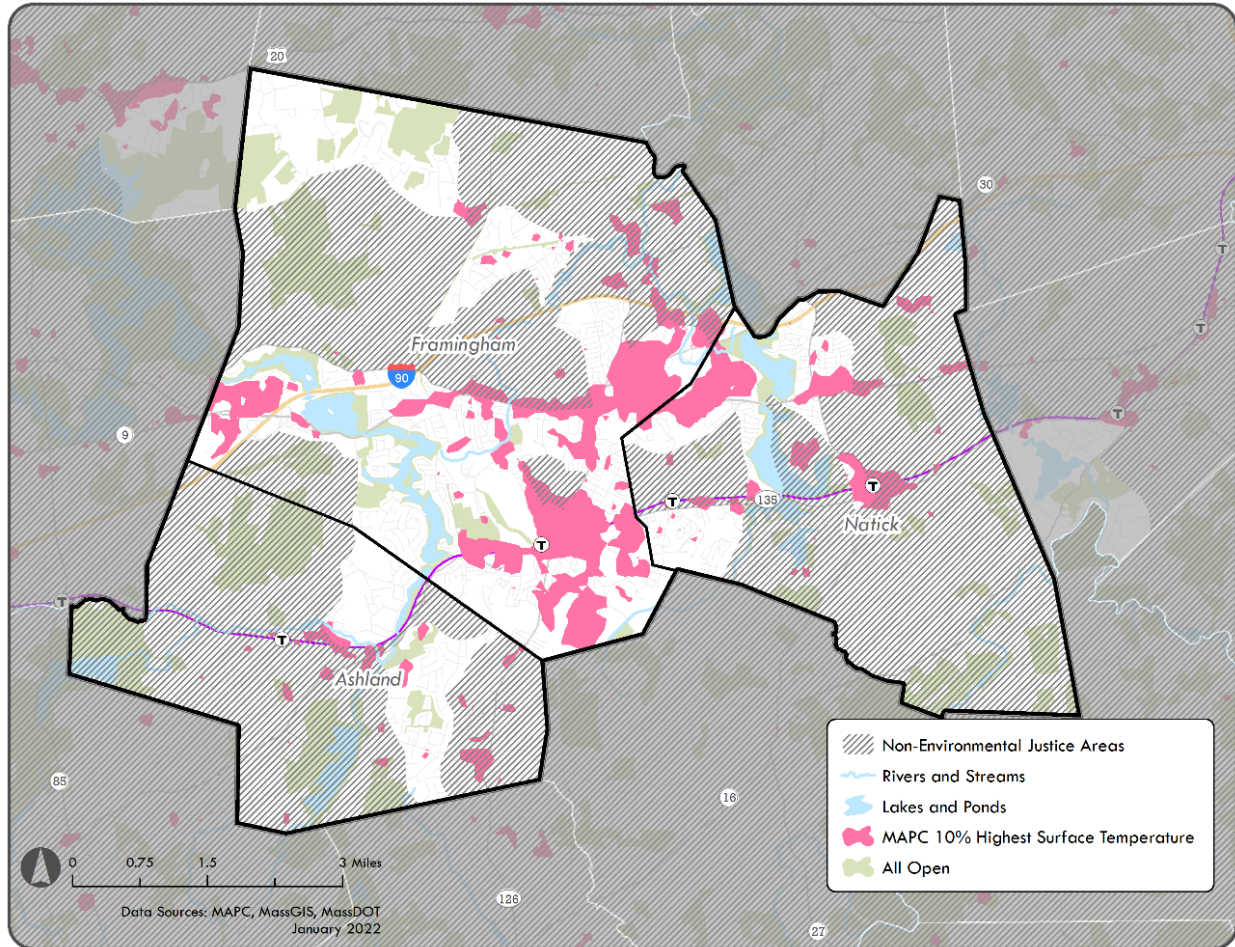 20
30
Framingham
90
9
T
T
T
135
T
Natick
T
T
T
T
Ashland
85
16
126
27
Non-Environmental Justice Areas
Rivers and Streams
Lakes and Ponds
MAPC 10% Highest Surface Temperature
All Open
0 0.75 1.5 3 Miles
Data Sources: MAPC, MassGIS, MassDOT
January 2022